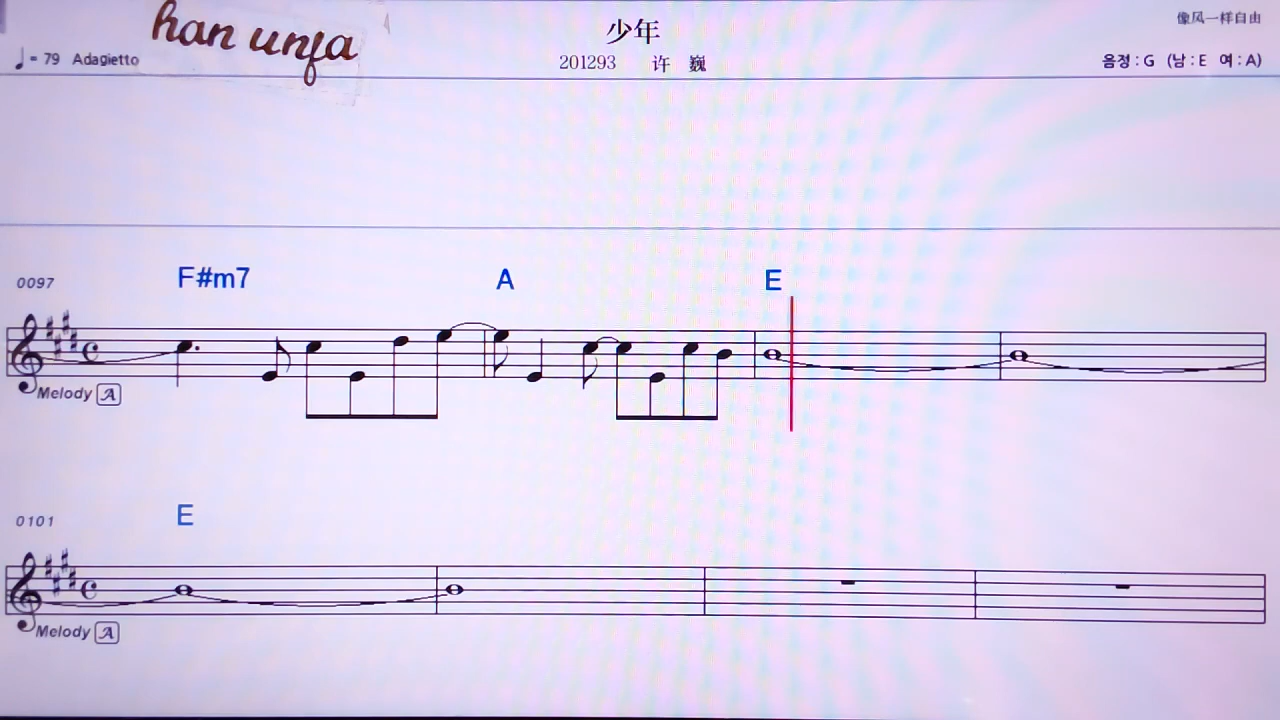 han unfa
少年
像风一样自由
♩= 79 Adagietto
201293 许 巍
음정 : G (남 : E 여 : A)
0097 F#m7 A E
Melody A
0101 E
Melody A